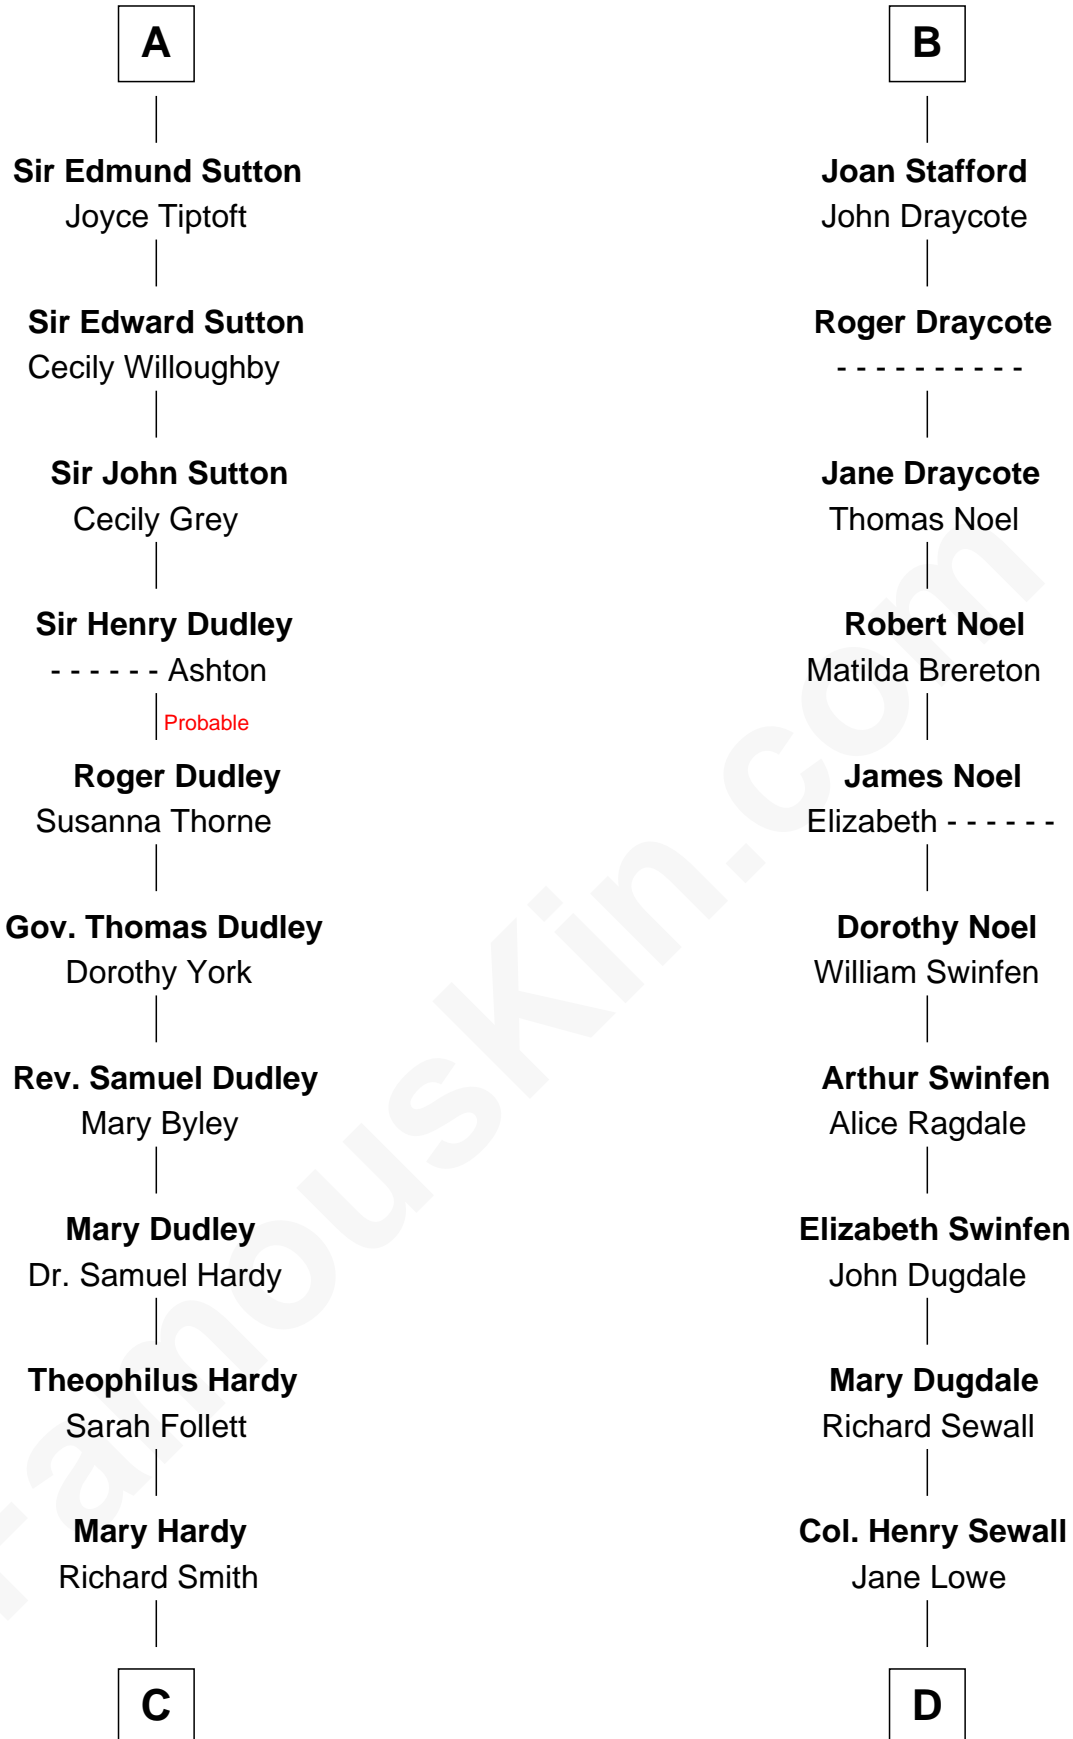 A
Sir Edmund Sutton
Joyce Tiptoft
Sir Edward Sutton
Cecily Willoughby
Sir John Sutton
Cecily Grey
Sir Henry Dudley
- - - - - - Ashton
Probable
Roger Dudley
Susanna Thorne
Gov. Thomas Dudley
Dorothy York
Rev. Samuel Dudley
Mary Byley
Mary Dudley
Dr. Samuel Hardy
Theophilus Hardy
Sarah Follett
Mary Hardy
Richard Smith
C
B
Joan Stafford
John Draycote
Roger Draycote
- - - - - - - - - -
Jane Draycote
Thomas Noel
Robert Noel
Matilda Brereton
James Noel
Elizabeth - - - - - -
Dorothy Noel
William Swinfen
Arthur Swinfen
Alice Ragdale
Elizabeth Swinfen
John Dugdale
Mary Dugdale
Richard Sewall
Col. Henry Sewall
Jane Lowe
D
FamousKin.com